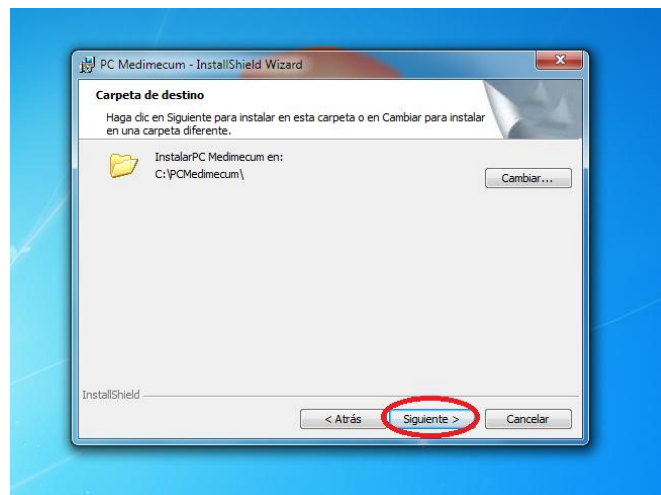 PC Medimecum - InstallShield Wizard
Carpeta de destino
Haga clic en Siguiente para instalar en esta carpeta o en Cambiar para instalar
en una carpeta diferente.
InstalarPC Medimecum en:
C:\PCMedimecum\
Cambiar...
InstallShield
< Atrás
Siguiente >
Cancelar